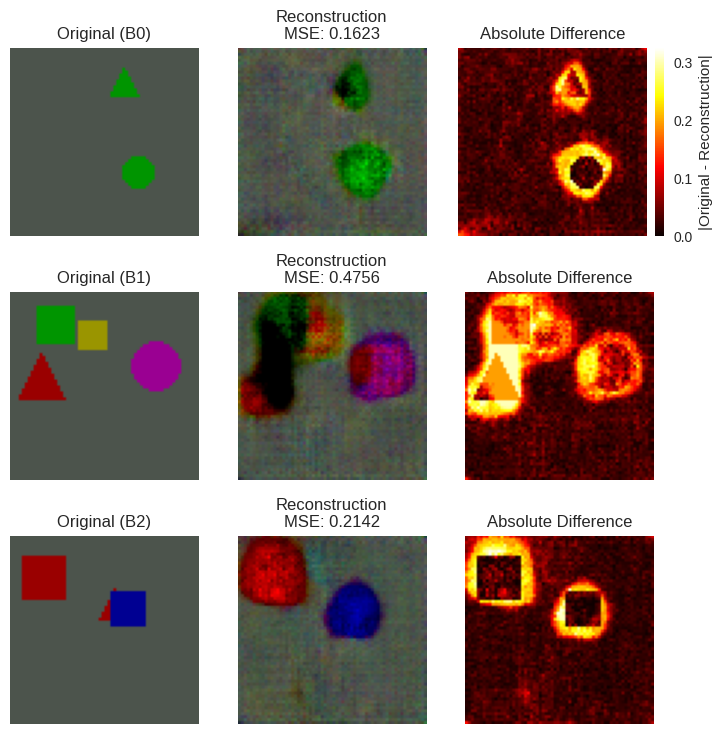 Original (B0)
Reconstruction
MSE: 0.1623
Absolute Difference
0.3
0.2
0.1
0.0
|Original - Reconstruction|
Original (B1)
Reconstruction
MSE: 0.4756
Absolute Difference
Original (B2)
Reconstruction
MSE: 0.2142
Absolute Difference